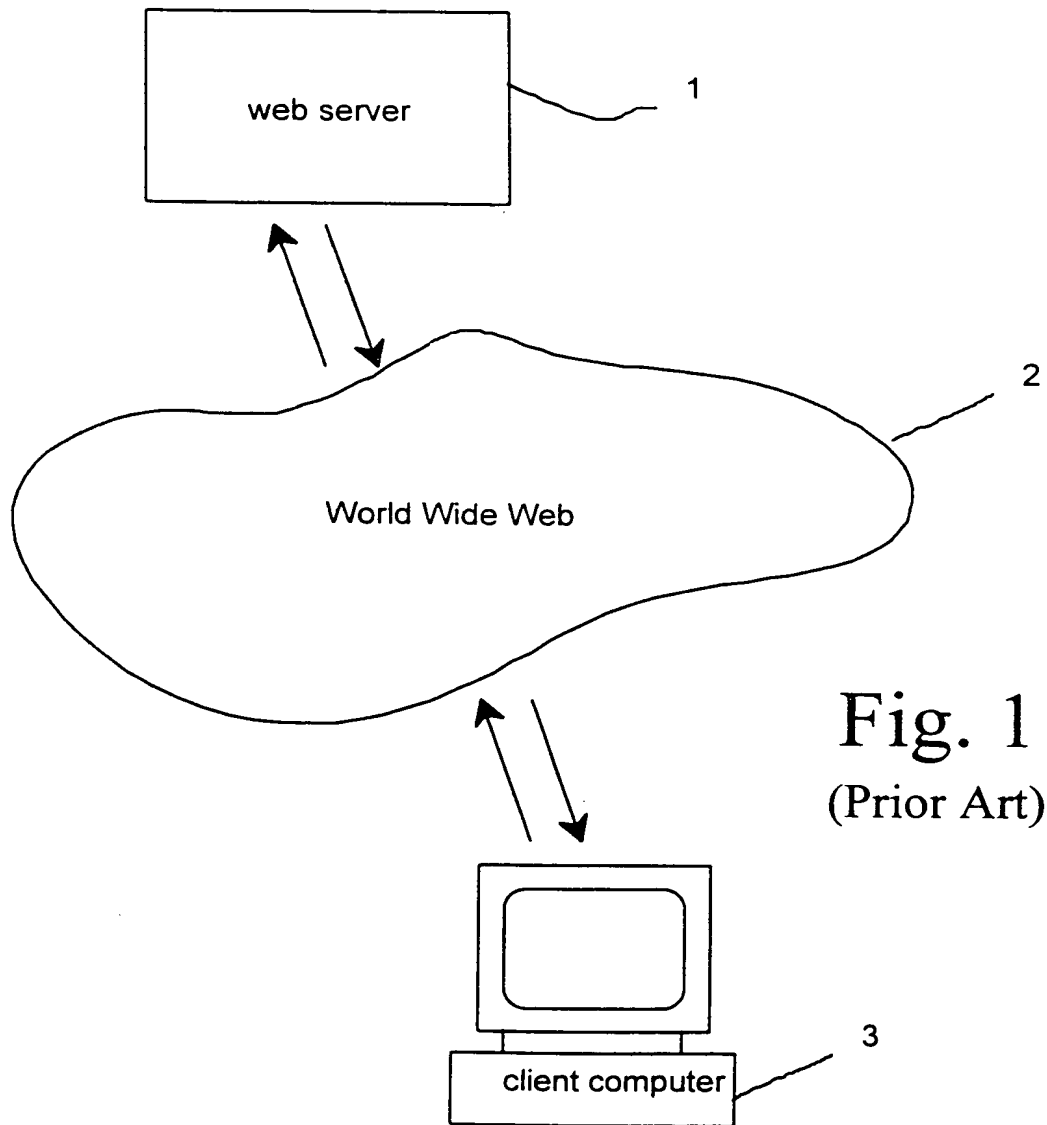 web server
1
2
World Wide Web
Fig. 1
(Prior Art)
3
client computer